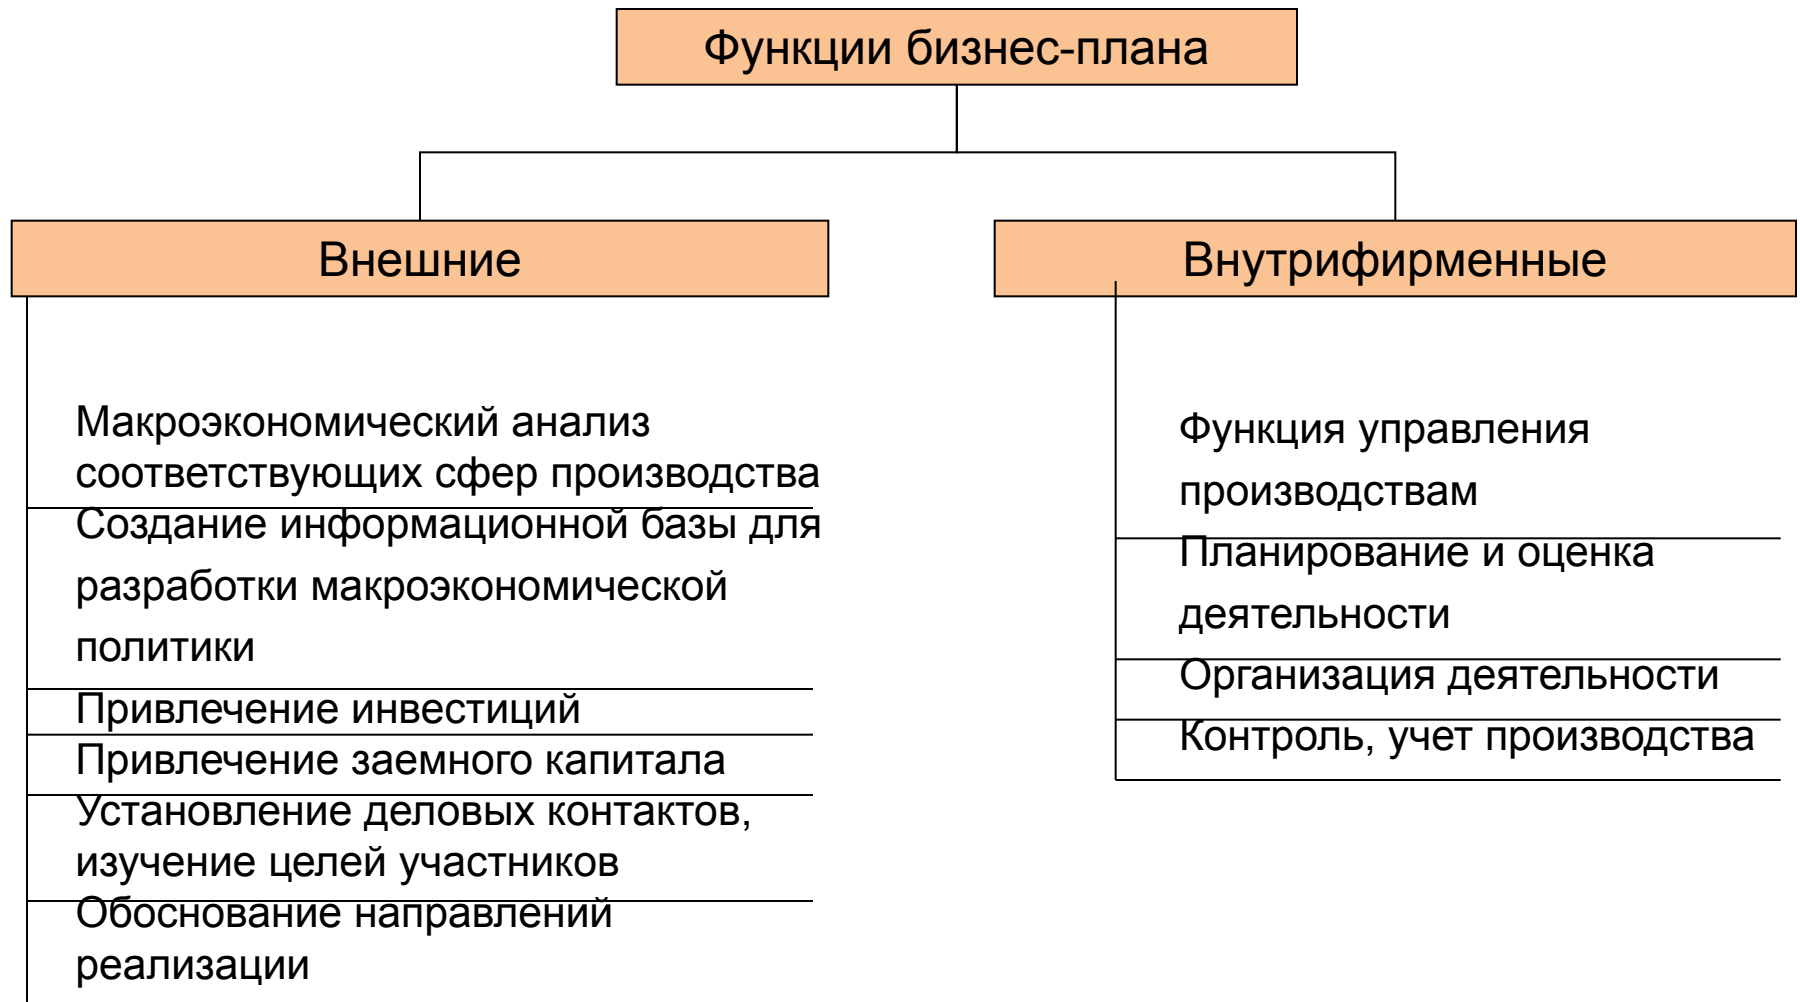 Функции бизнес-плана
Внешние
Макроэкономический анализ
соответствующих сфер производства
Создание информационной базы для
разработки макроэкономической
политики
Привлечение инвестиций
Привлечение заемного капитала
Установление деловых контактов,
изучение целей участников
Обоснование направлений
реализации
Внутрифирменные
Функция управления
производствам
Планирование и оценка
деятельности
Организация деятельности
Контроль, учет производства